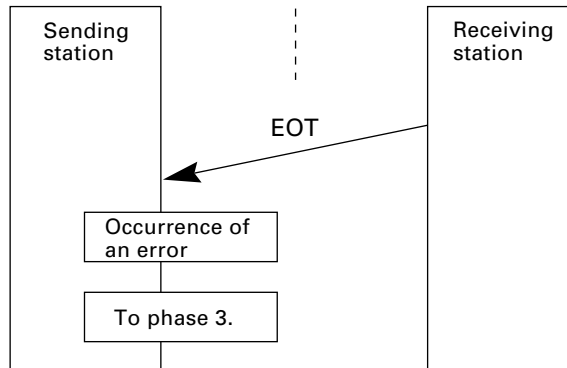 Sending
station
Receiving
station
EOT
Occurrence of
an error
To phase 3.